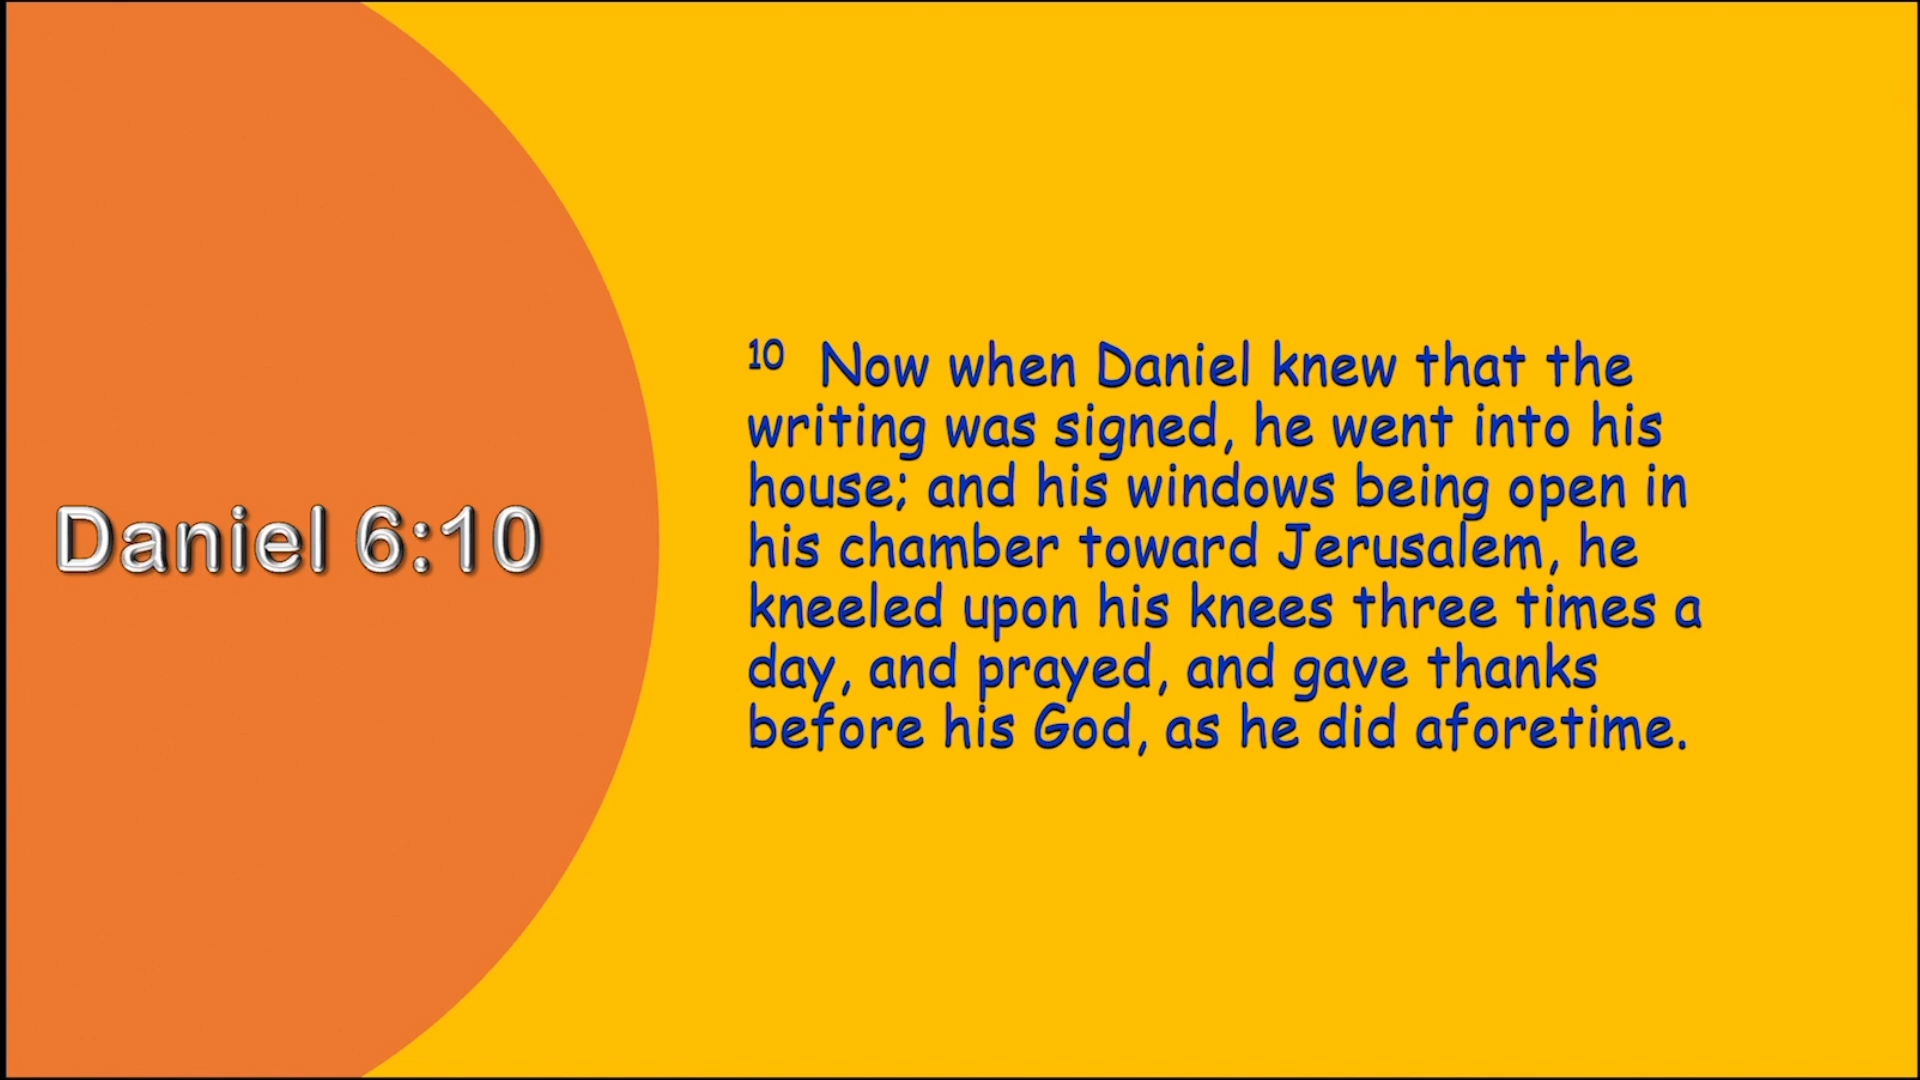 Daniel 6:10
10 Now when Daniel knew that the
writing was signed, he went into his
house; and his windows being open in
his chamber toward Jerusalem, he
kneeled upon his knees three times a
day, and prayed, and gave thanks
before his God, as he did aforetime.